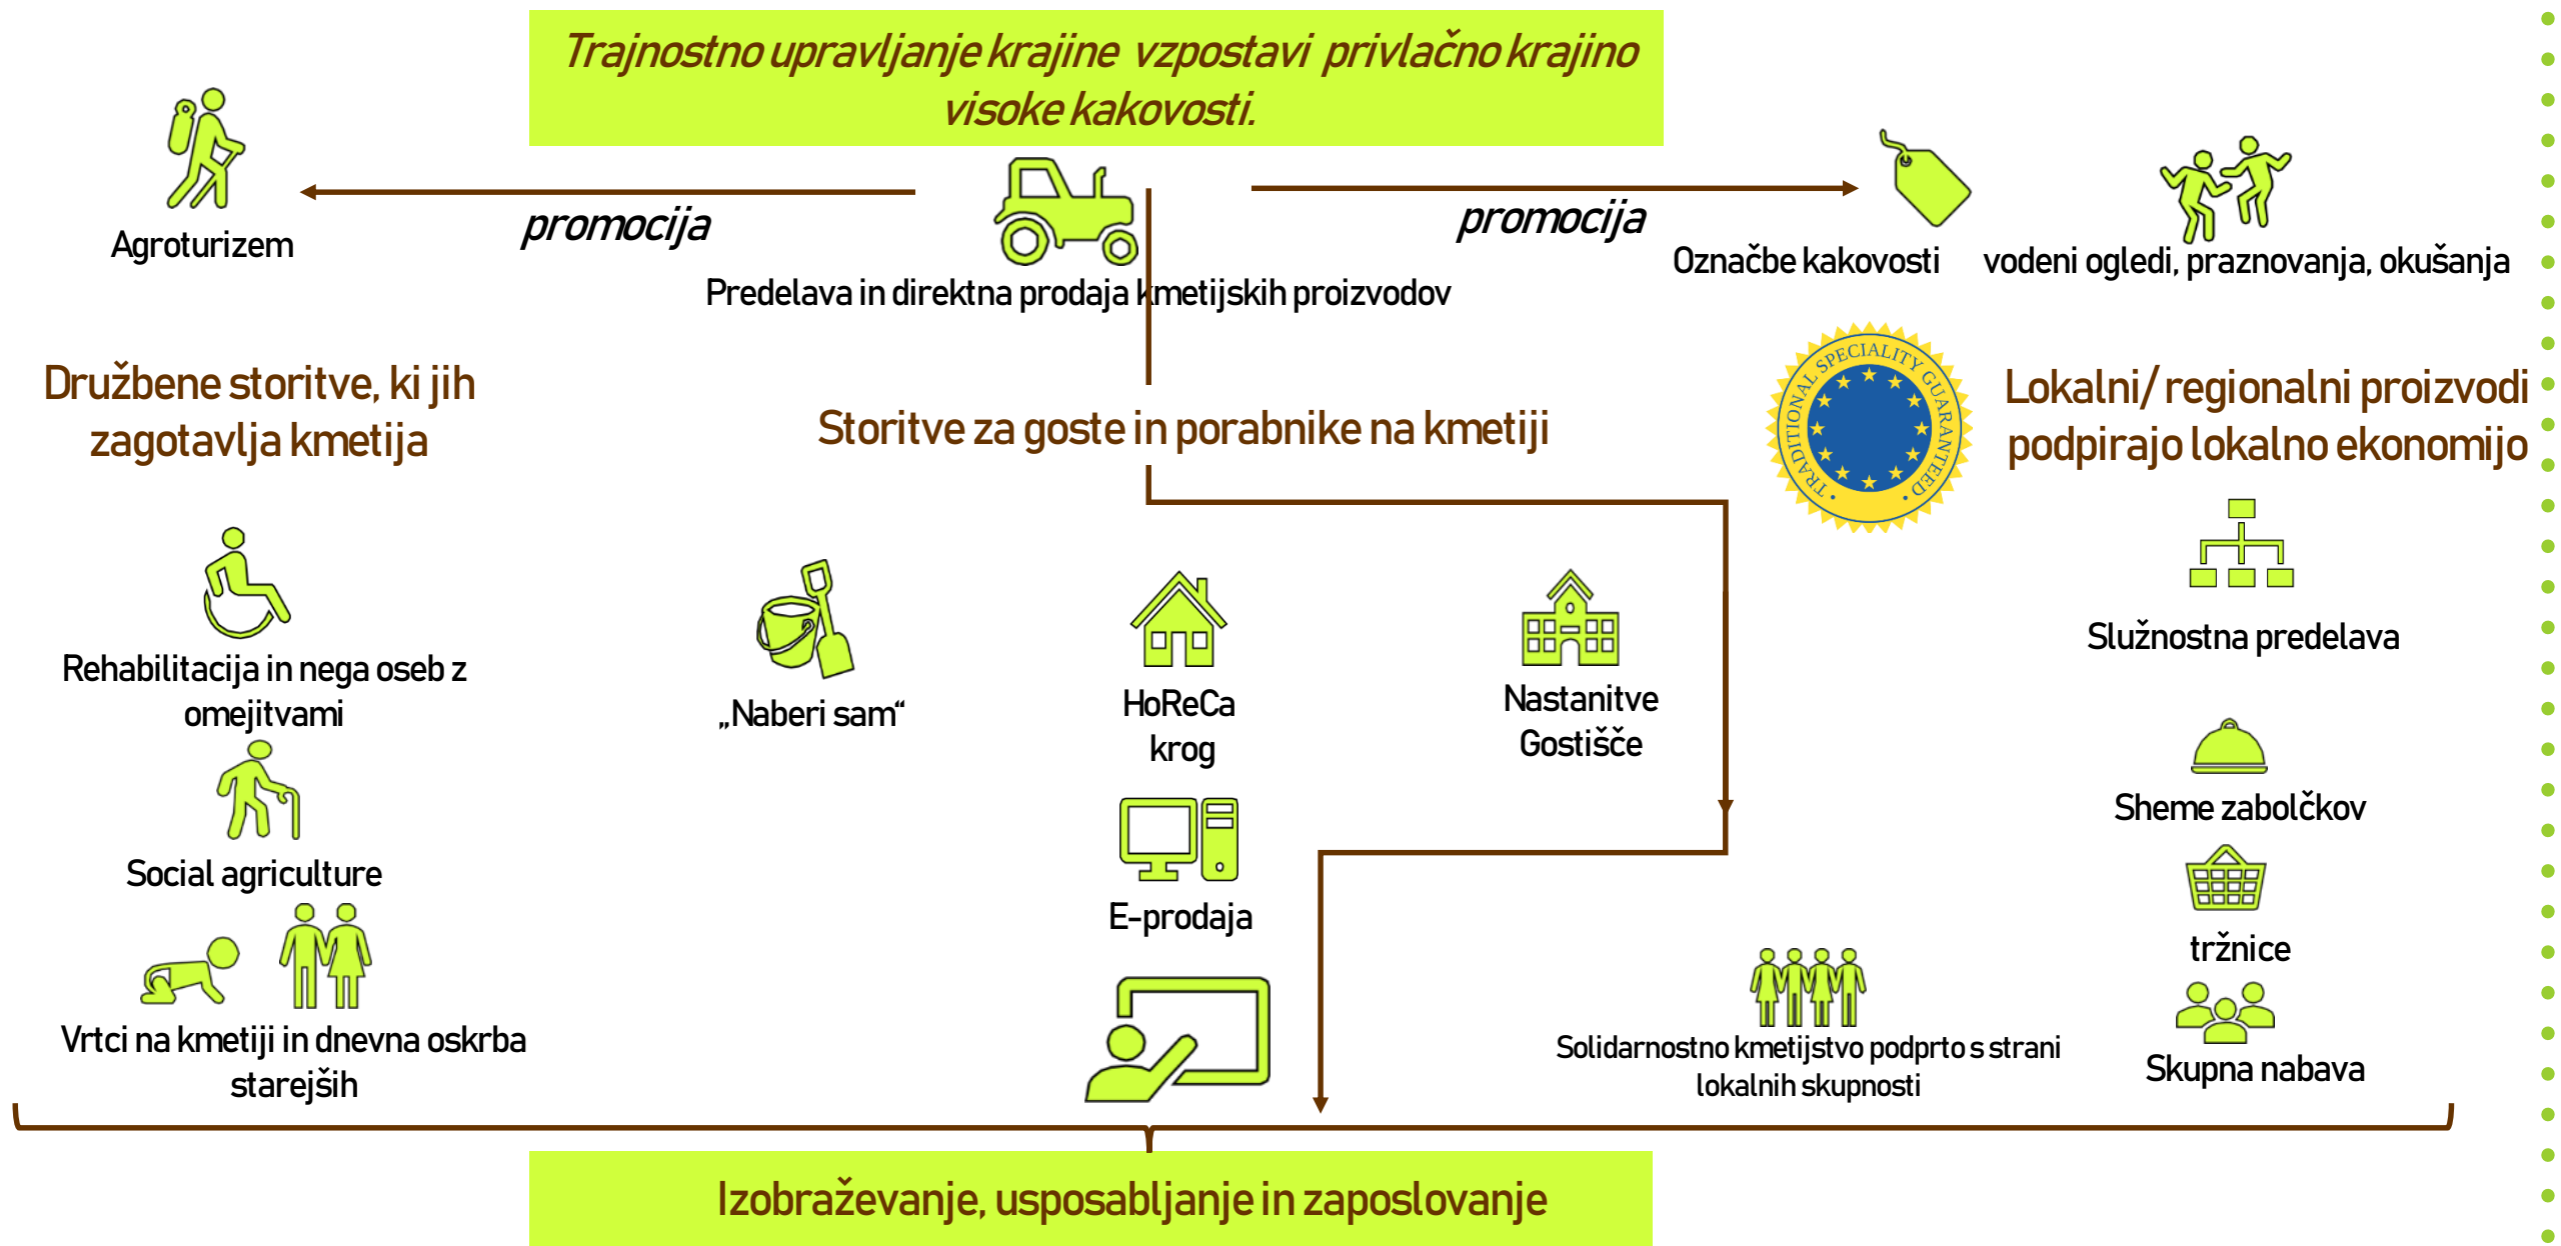 Trajnostno upravljanje krajine vzpostavi privlačno krajino
visoke kakovosti.
Agroturizem
promocija
Predelava in direktna prodaja kmetijskih proizvodov
promocija
Označbe kakovosti
vodeni ogledi, praznovanja, okušanja
Družbene storitve, ki jih
zagotavlja kmetija
Storitve za goste in porabnike na kmetiji
TRADITIONAL SPECIALITY GUARANTEED
Lokalni/ regionalni proizvodi
podpirajo lokalno ekonomijo
Rehabilitacija in nega oseb z
omejitvami
Social agriculture
Vrtci na kmetiji in dnevna oskrba
starejših
„Naberi sam“
HoReCa
krog
E-prodaja
Nastanitve
Gostišče
Solidarnostno kmetijstvo podprto s strani
lokalnih skupnosti
Služnostna predelava
Sheme zabolčkov
tržnice
Skupna nabava
Izobraževanje, usposabljanje in zaposlovanje